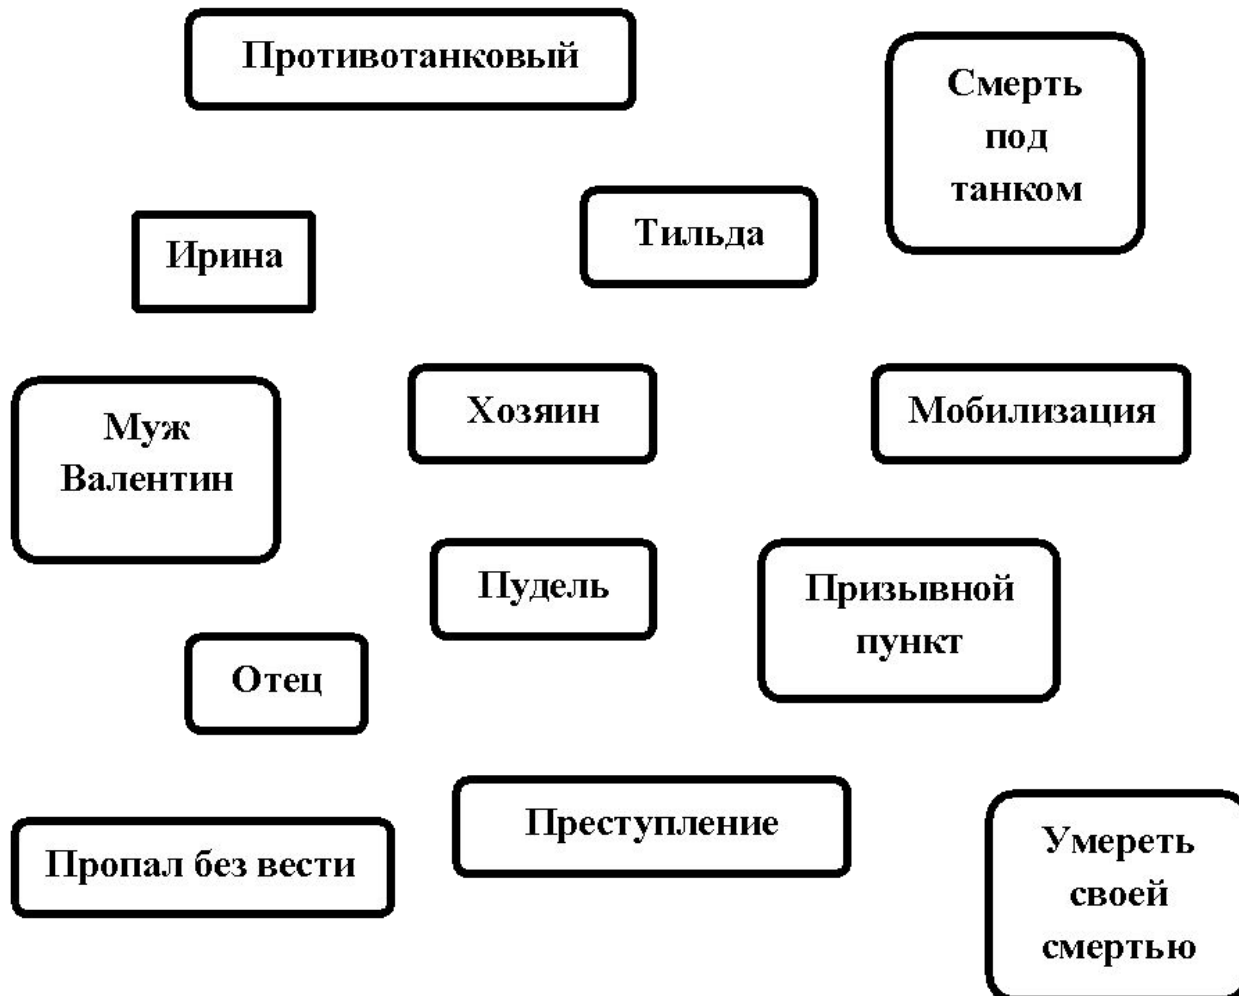 Противотанковый
Смерть
под
танком
Тильда
Ирина
Муж
Валентин
Хозяин
Мобилизация
Пудель
Призывной
пункт
Отец
Преступление
Пропал без вести
Умереть
своей
смертью